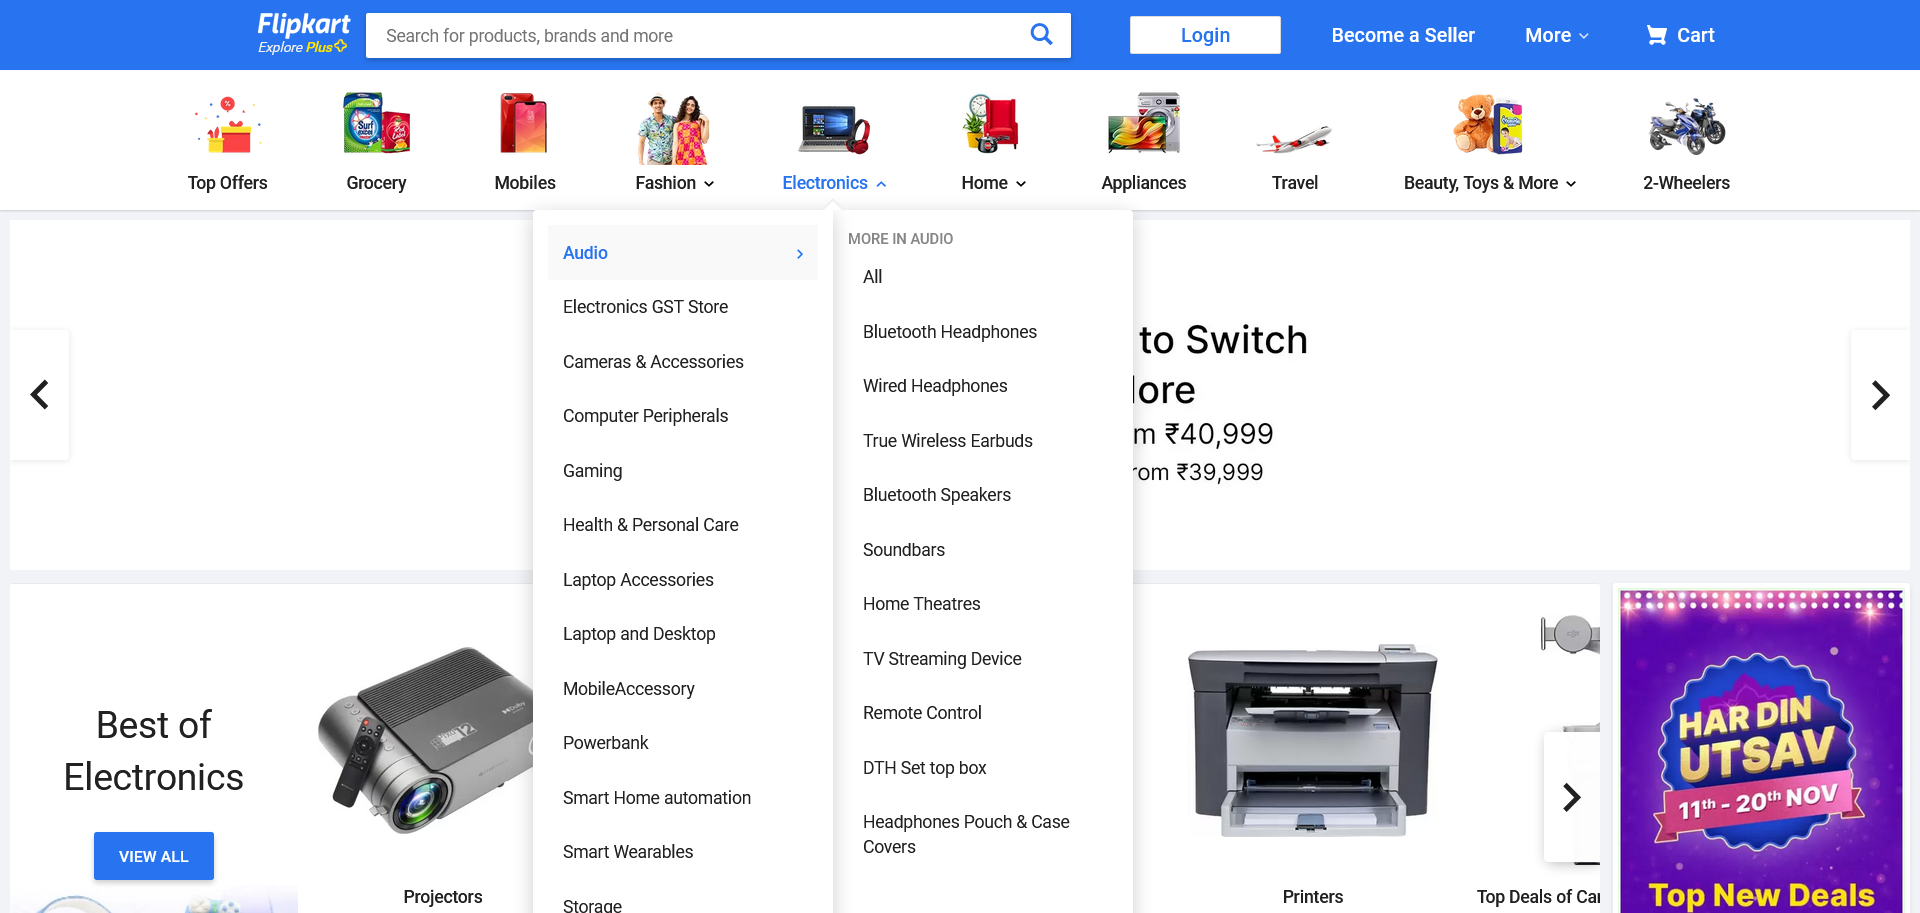 Flipkart
Explore Plus
Search for products, brands and more
Login
Become a Seller
More
Cart
Top Offers
Grocery
Mobiles
Fashion
Electronics
Home
Appliances
Travel
Beauty, Toys & More
2-Wheelers
Audio
Electronics GST Store
Cameras & Accessories
Computer Peripherals
Gaming
Health & Personal Care
Laptop Accessories
Laptop and Desktop
MobileAccessory
Powerbank
Smart Home automation
Smart Wearables
Storage
MORE IN AUDIO
All
Bluetooth Headphones
Wired Headphones
True Wireless Earbuds
Bluetooth Speakers
Soundbars
Home Theatres
TV Streaming Device
Remote Control
DTH Set top box
Headphones Pouch & Case
Covers
to Switch
₹40,999
₹39,999
Best of
Electronics
VIEW ALL
Projectors
Printers
Top Deals of
HAR DIN
UTSAV
11th - 20th NOV
Top New Deals
Surf
excel